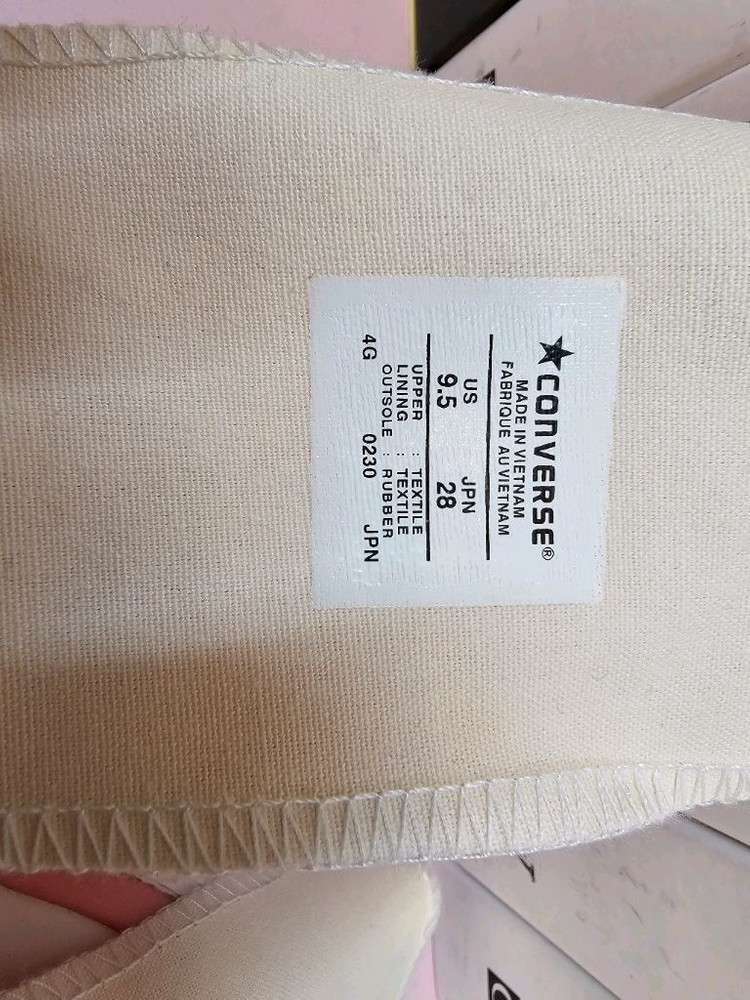 ★CONVERSE®
MADE IN VIETNAM
FABRIQUE AU VIETNAM
US JPN
9.5 28
UPPER : TEXTILE
LINING : TEXTILE
OUTSOLE : RUBBER
4G 0230 JPN